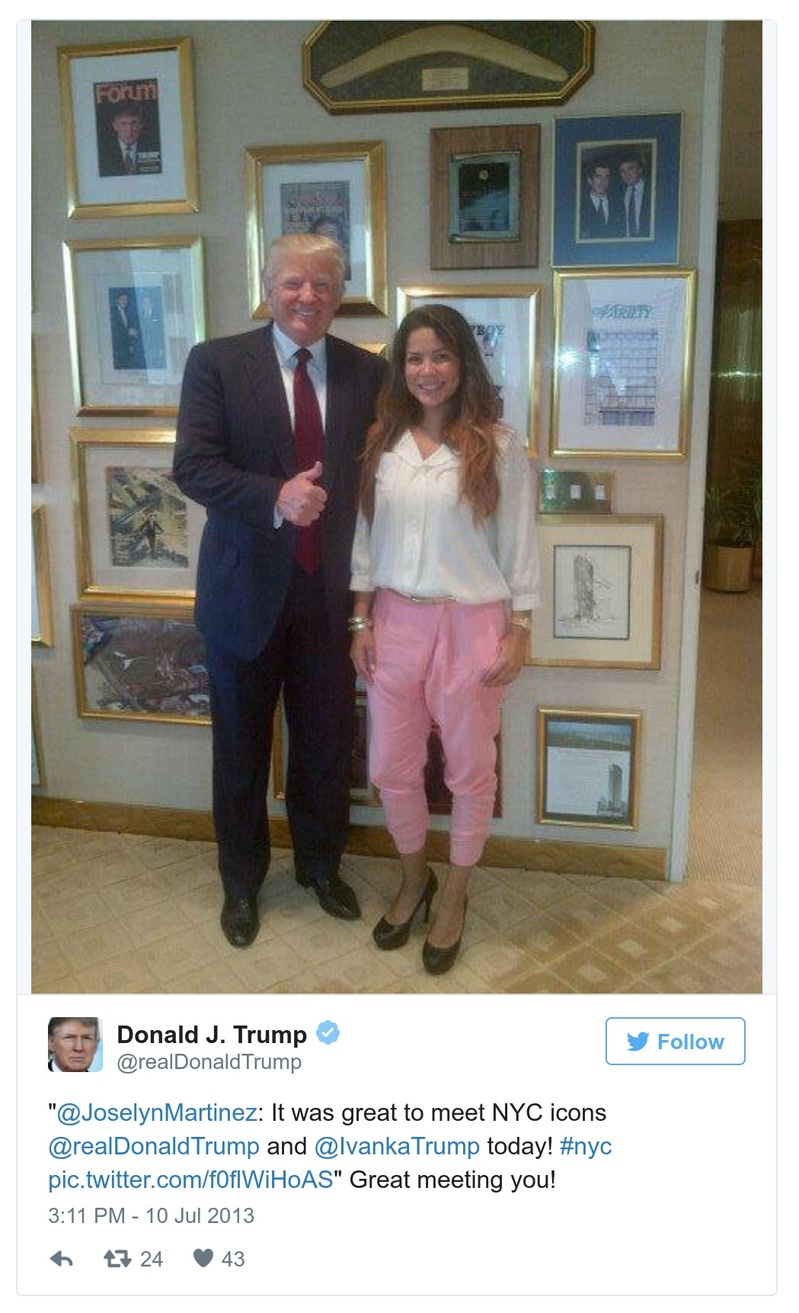 Forum
TRUMP
VARIETY
Donald J. Trump
@realDonaldTrump
Follow
"@JoselynMartinez: It was great to meet NYC icons
@realDonaldTrump and @IvankaTrump today! #nyc
pic.twitter.com/f0flWiHoAS" Great meeting you!
3:11 PM - 10 Jul 2013
24
43